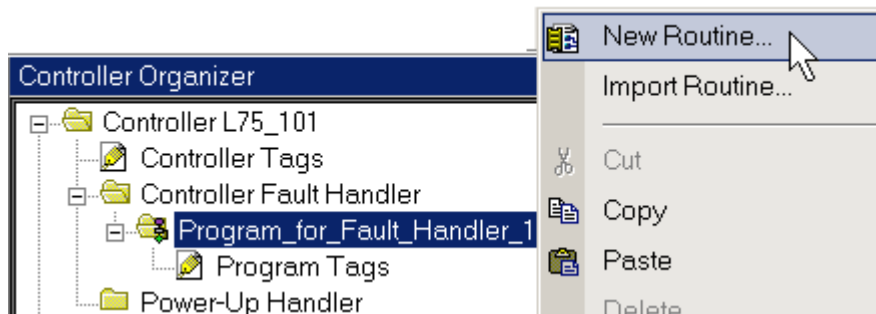 New Routine...
Import Routine...
Controller Organizer
Controller L75_101
Controller Tags
Cut
Controller Fault Handler
Copy
Program_for_Fault_Handler_1
Program Tags
Paste
Power-Up Handler
Delete